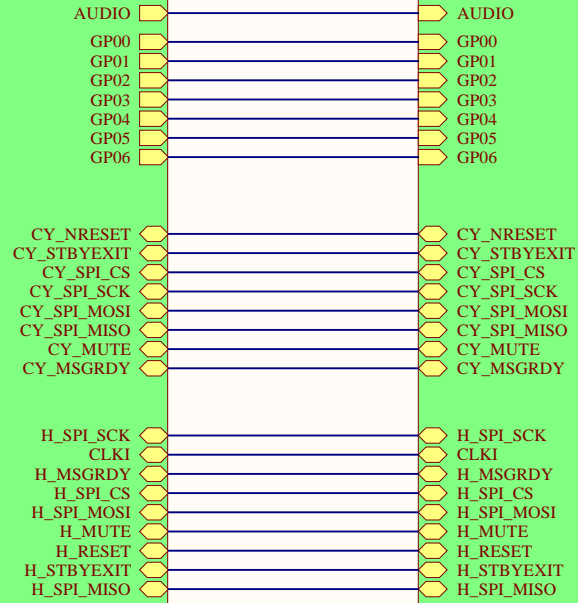 AUDIO AUDIO
GP00 GP00
GP01 GP01
GP02 GP02
GP03 GP03
GP04 GP04
GP05 GP05
GP06 GP06
CY_NRESET CY_NRESET
CY_STBYEXIT CY_STBYEXIT
CY_SPI_CS CY_SPI_CS
CY_SPI_SCK CY_SPI_SCK
CY_SPI_MOSI CY_SPI_MOSI
CY_SPI_MISO CY_SPI_MISO
CY_MUTE CY_MUTE
CY_MSGRDY CY_MSGRDY
H_SPI_SCK H_SPI_SCK
CLKI CLKI
H_MSGRDY H_MSGRDY
H_SPI_CS H_SPI_CS
H_SPI_MOSI H_SPI_MOSI
H_MUTE H_MUTE
H_RESET H_RESET
H_STBYEXIT H_STBYEXIT
H_SPI_MISO H_SPI_MISO